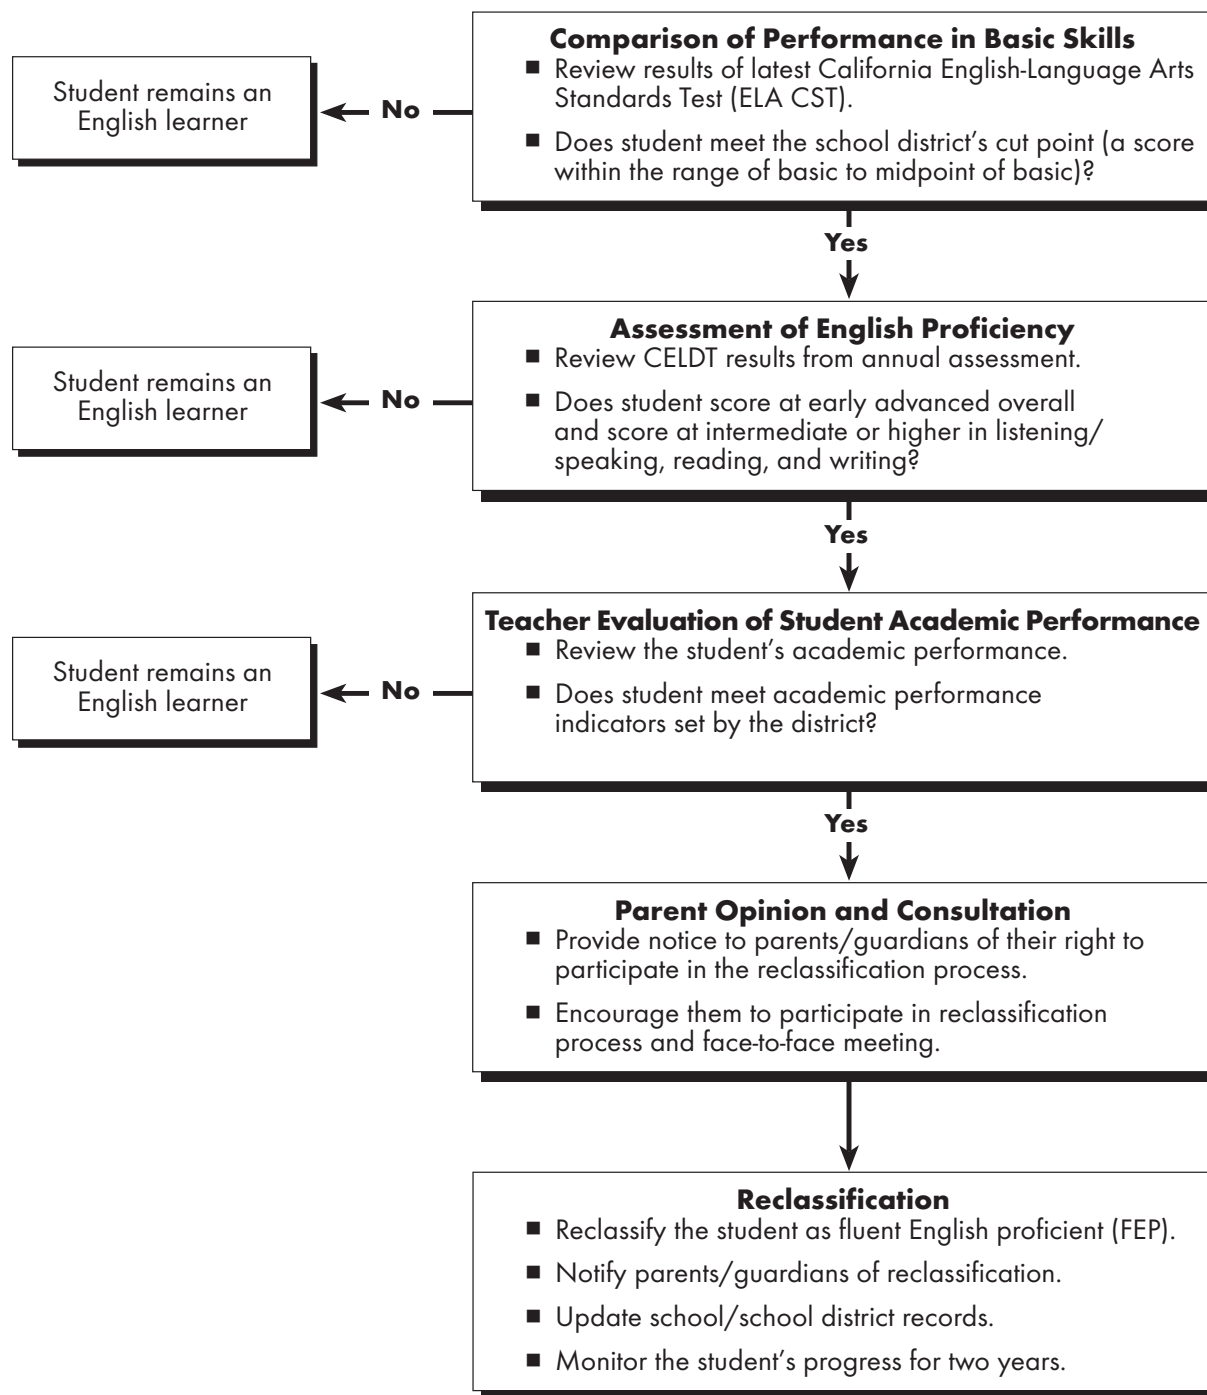 Comparison of Performance in Basic Skills
■ Review results of latest California English-Language Arts
Standards Test (ELA CST).
■ Does student meet the school district’s cut point (a score
within the range of basic to midpoint of basic)?
No
Student remains an
English learner
Yes
Assessment of English Proficiency
■ Review CELDT results from annual assessment.
■ Does student score at early advanced overall
and score at intermediate or higher in listening/
speaking, reading, and writing?
No
Student remains an
English learner
Yes
Teacher Evaluation of Student Academic Performance
■ Review the student’s academic performance.
■ Does student meet academic performance
indicators set by the district?
No
Student remains an
English learner
Yes
Parent Opinion and Consultation
■ Provide notice to parents/guardians of their right to
participate in the reclassification process.
■ Encourage them to participate in reclassification
process and face-to-face meeting.
Reclassification
■ Reclassify the student as fluent English proficient (FEP).
■ Notify parents/guardians of reclassification.
■ Update school/school district records.
■ Monitor the student’s progress for two years.